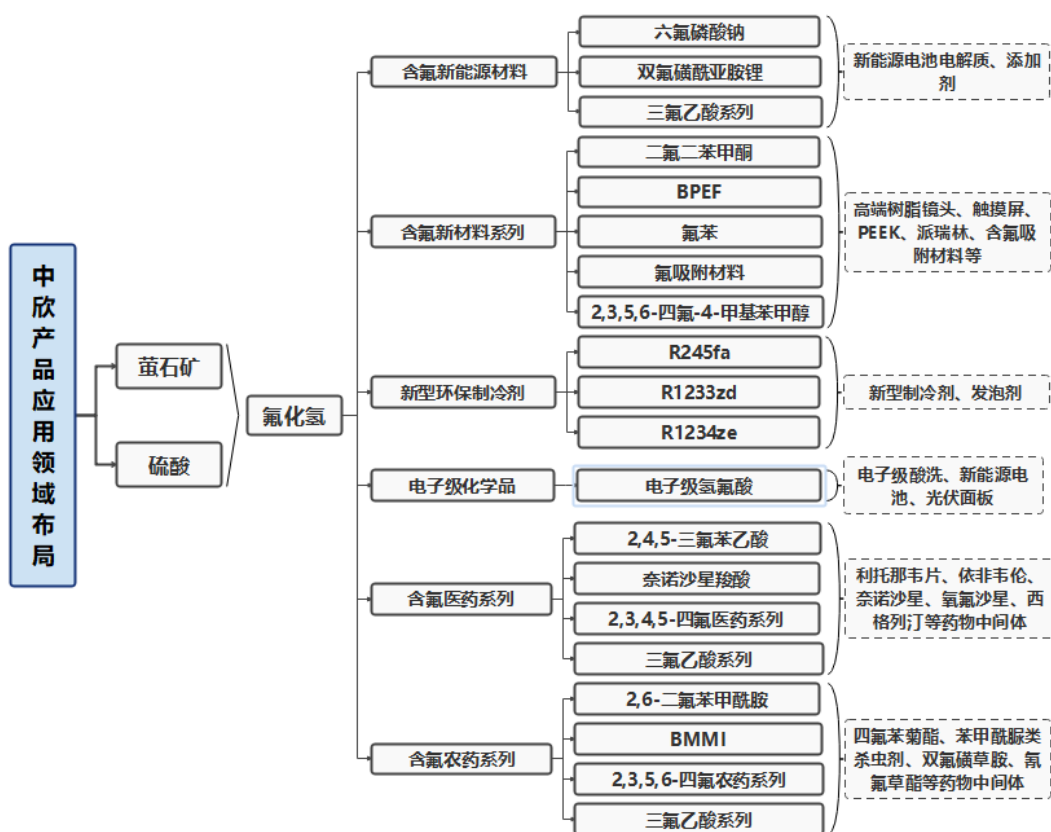 中欣产品应用领域布局
萤石矿
硫酸
氟化氢
含氟新能源材料
六氟磷酸钠
双氟磺酰亚胺锂
三氟乙酸系列
新能源电池电解质、添加
剂
含氟新材料系列
二氟二苯甲酮
BPEF
氟苯
氟吸附材料
2,3,5,6-四氟-4-甲基苯甲醇
高端树脂镜头、触摸屏、
PEEK、派瑞林、含氟吸
附材料等
新型环保制冷剂
R245fa
R1233zd
R1234ze
新型制冷剂、发泡剂
电子级化学品
电子级氢氟酸
电子级酸洗、新能源电
池、光伏面板
含氟医药系列
2,4,5-三氟苯乙酸
奈诺沙星羧酸
2,3,4,5-四氟医药系列
三氟乙酸系列
利托那韦片、依非韦伦、
奈诺沙星、氧氟沙星、西
格列汀等药物中间体
含氟农药系列
2,6-二氟苯甲酰胺
BMMI
2,3,5,6-四氟农药系列
三氟乙酸系列
四氟苯菊酯、苯甲酰脲类
杀虫剂、双氟磺草胺、氰
氟草酯等药物中间体